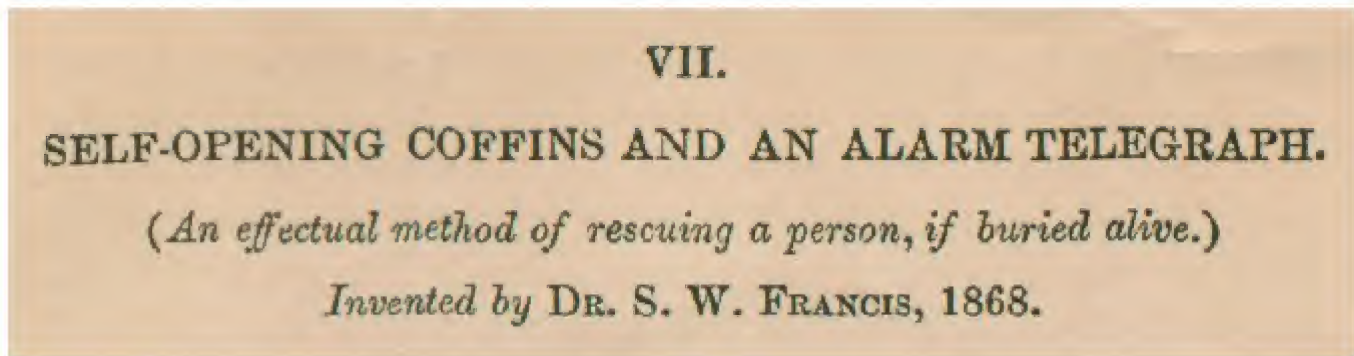 VII.
SELF-OPENING COFFINS AND AN ALARM TELEGRAPH.
(An effectual method of rescuing a person, if buried alive.)
Invented by DR. S. W. FRANCIS, 1868.